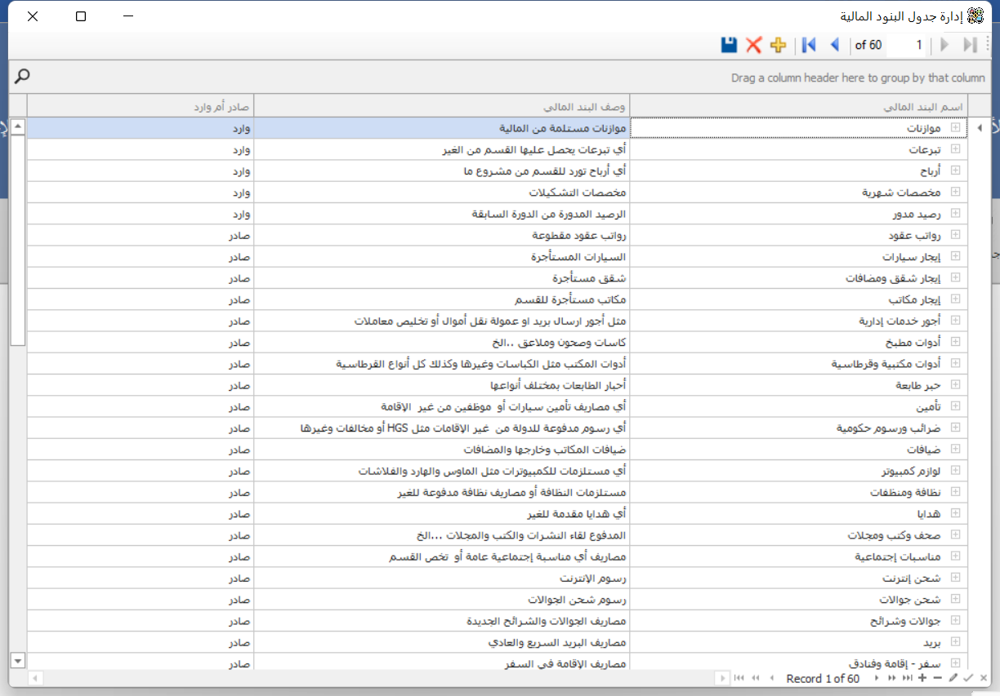 إدارة جدول البنود المالية
of 60 1
Drag a column header here to group by that column
اسم البند المالي وصف البند المالي صادر أم وارد
موازنات موازنات مستلمة من المالية وارد
تبرعات أي تبرعات يحصل عليها القسم من الغير وارد
أرباح أي أرباح تورد للقسم من مشروع ما وارد
مخصصات شهرية مخصصات التشكيلات وارد
رصيد مدور الرصيد المدورة من الدورة السابقة وارد
رواتب عقود رواتب عقود مقطوعة صادر
إيجار سيارات السيارات المستأجرة صادر
إيجار شقق ومضافات شقق مستأجرة صادر
إيجار مكاتب مكاتب مستأجرة للقسم صادر
أجور خدمات إدارية مثل أجور ارسال بريد او عمولة نقل أموال أو تخليص معاملات صادر
أدوات مطبخ كاسات وصحون وملاعق ..الخ صادر
أدوات مكتبية وقرطاسية أدوات المكتب مثل الكباسات وغيرها وكذلك كل أنواع القرطاسية صادر
حبر طابعة أحبار الطابعات بمختلف أنواعها صادر
تأمين أي مصاريف تأمين سيارات أو موظفين من غير الإقامة صادر
ضرائب ورسوم حكومية أي رسوم مدفوعة للدولة من غير الإقامات مثل HGS أو مخالفات وغيرها صادر
ضيافات ضيافات المكاتب وخارجها والمضافات صادر
لوازم كمبيوتر أي مستلزمات للكمبيوترات مثل الماوس والهارد والفلاشات صادر
نظافة ومنظفات مستلزمات النظافة أو مصاريف نظافة مدفوعة للغير صادر
هدايا أي هدايا مقدمة للغير صادر
صحف وكتب ومجلات المدفوع لقاء النشرات والكتب والمجلات ...الخ صادر
مناسبات إجتماعية مصاريف أي مناسبة إجتماعية عامة أو تخص القسم صادر
شحن إنترنت رسوم الإنترنت صادر
شحن جوالات رسوم شحن الجوالات صادر
جوالات وشرائح مصاريف الجوالات والشرائح الجديدة صادر
بريد مصاريف البريد السريع والعادي صادر
سفر - إقامة وفنادق مصاريف الإقامة في السفر صادر
Record 1 of 60